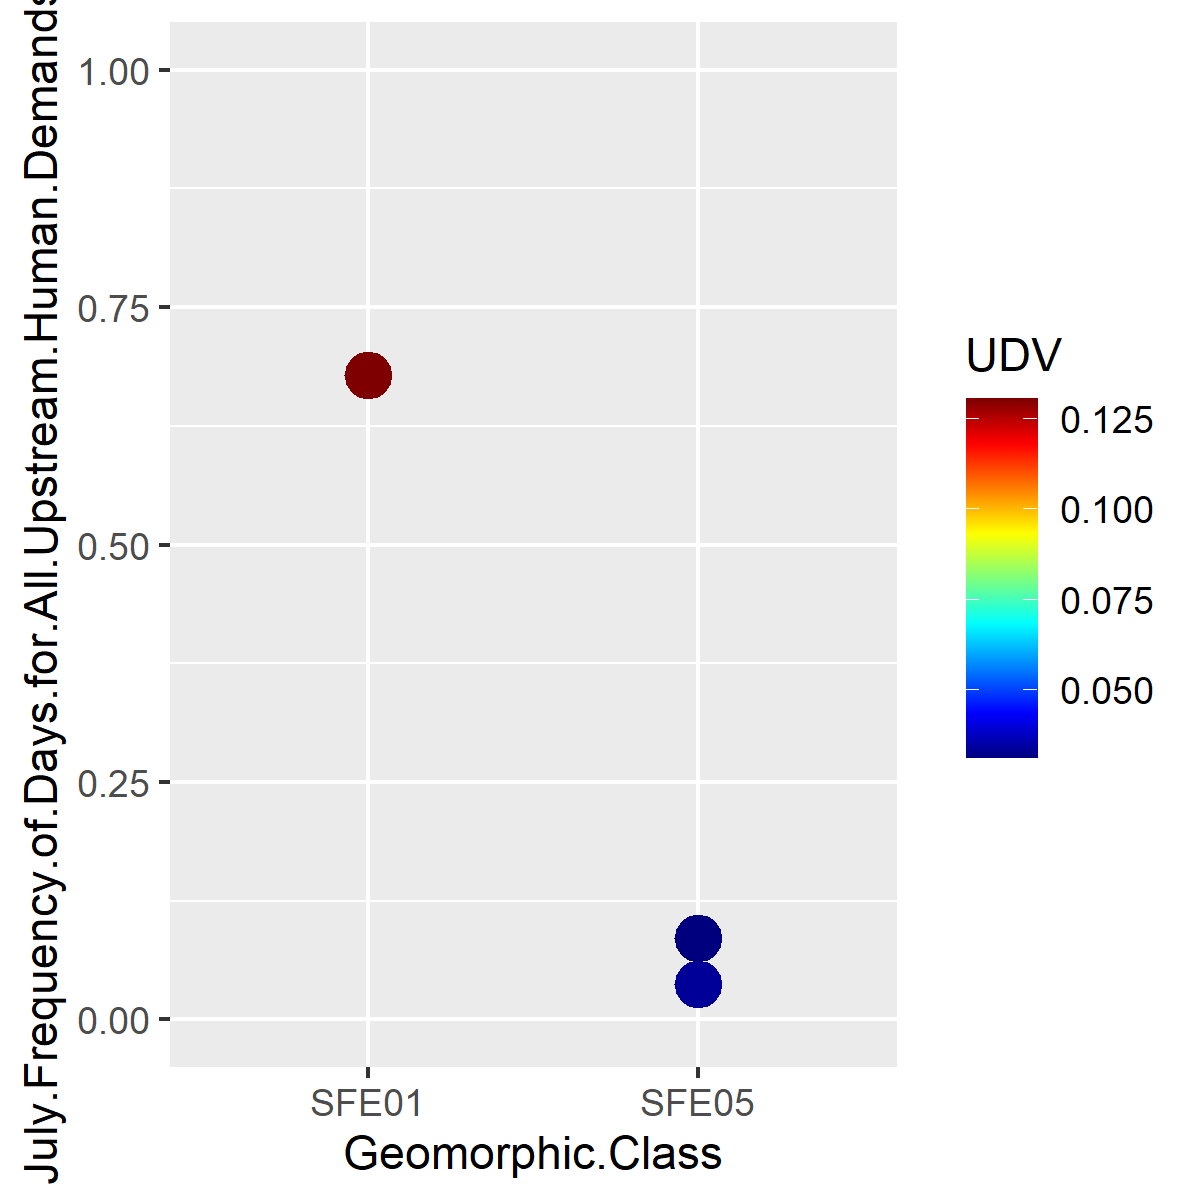 July.Frequency.of.Days.for.All.Upstream.Human.Demands
1.00
0.75
0.50
0.25
0.00
SFE01 SFE05
Geomorphic.Class
UDV
0.125
0.100
0.075
0.050